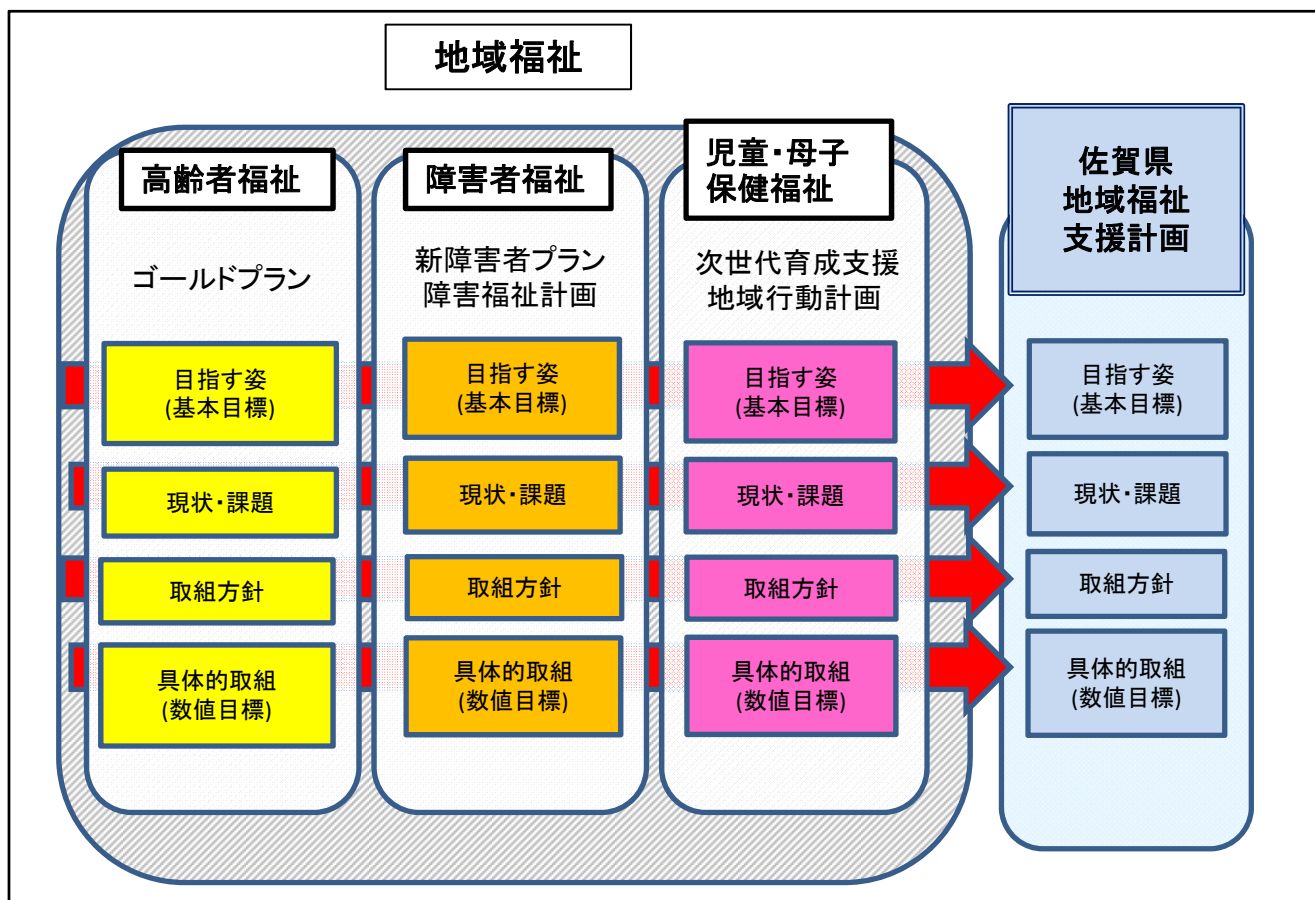 地域福祉
高齢者福祉
ゴールドプラン
目指す姿
(基本目標)
現状・課題
取組方針
具体的取組
(数値目標)
障害者福祉
新障害者プラン
障害福祉計画
目指す姿
(基本目標)
現状・課題
取組方針
具体的取組
(数値目標)
児童・母子
保健福祉
次世代育成支援
地域行動計画
目指す姿
(基本目標)
現状・課題
取組方針
具体的取組
(数値目標)
佐賀県
地域福祉
支援計画
目指す姿
(基本目標)
現状・課題
取組方針
具体的取組
(数値目標)